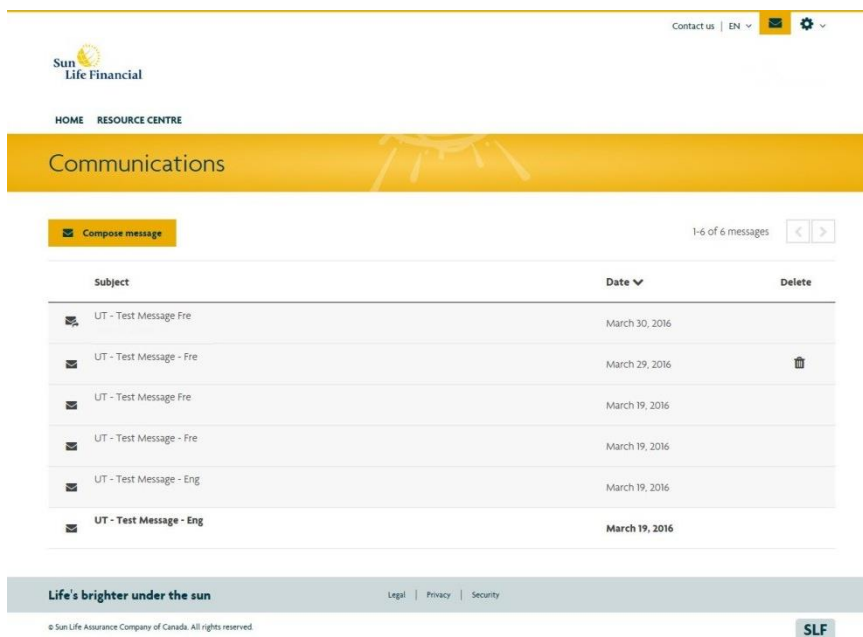 Contact us | EN
Sun
Life Financial
HOME RESOURCE CENTRE
Communications
Compose message 1-6 of 6 messages < >
Subject Date Delete
UT - Test Message Fre March 30, 2016
UT - Test Message - Fre March 29, 2016
UT - Test Message Fre March 19, 2016
UT - Test Message - Fre March 19, 2016
UT - Test Message - Eng March 19, 2016
UT - Test Message - Eng March 19, 2016
Life's brighter under the sun Legal | Privacy | Security
© Sun Life Assurance Company of Canada. All rights reserved. SLF